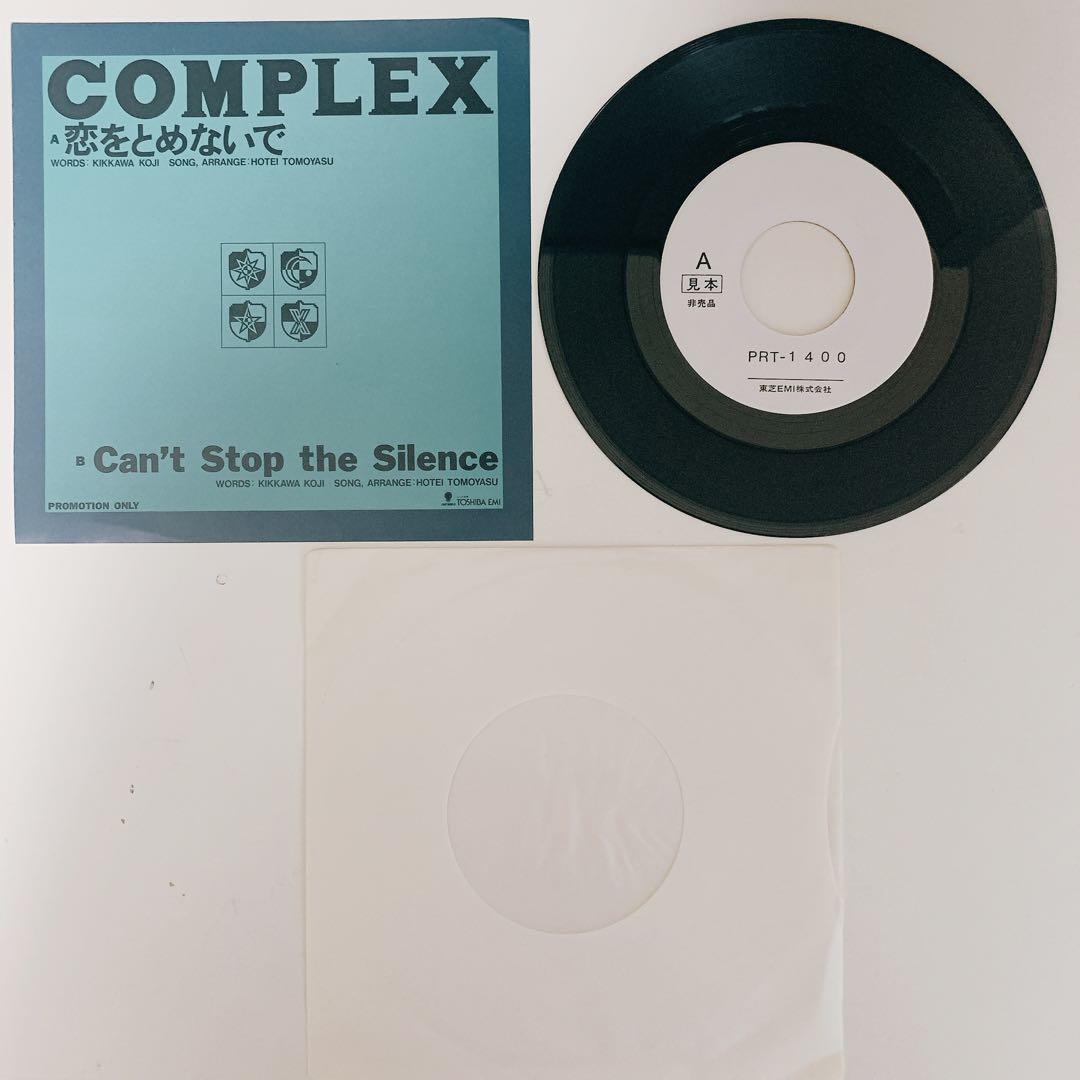 COMPLEX
A 恋をとめないで
WORDS: KIKKAWA KOJI SONG, ARRANGE: HOTEI TOMOYASU
X
B Can't Stop the Silence
WORDS: KIKKAWA KOJI SONG, ARRANGE: HOTEI TOMOYASU
PROMOTION ONLY
TOSHIBA EMI
A
見本
非売品
PRT-1400
東芝EMI株式会社